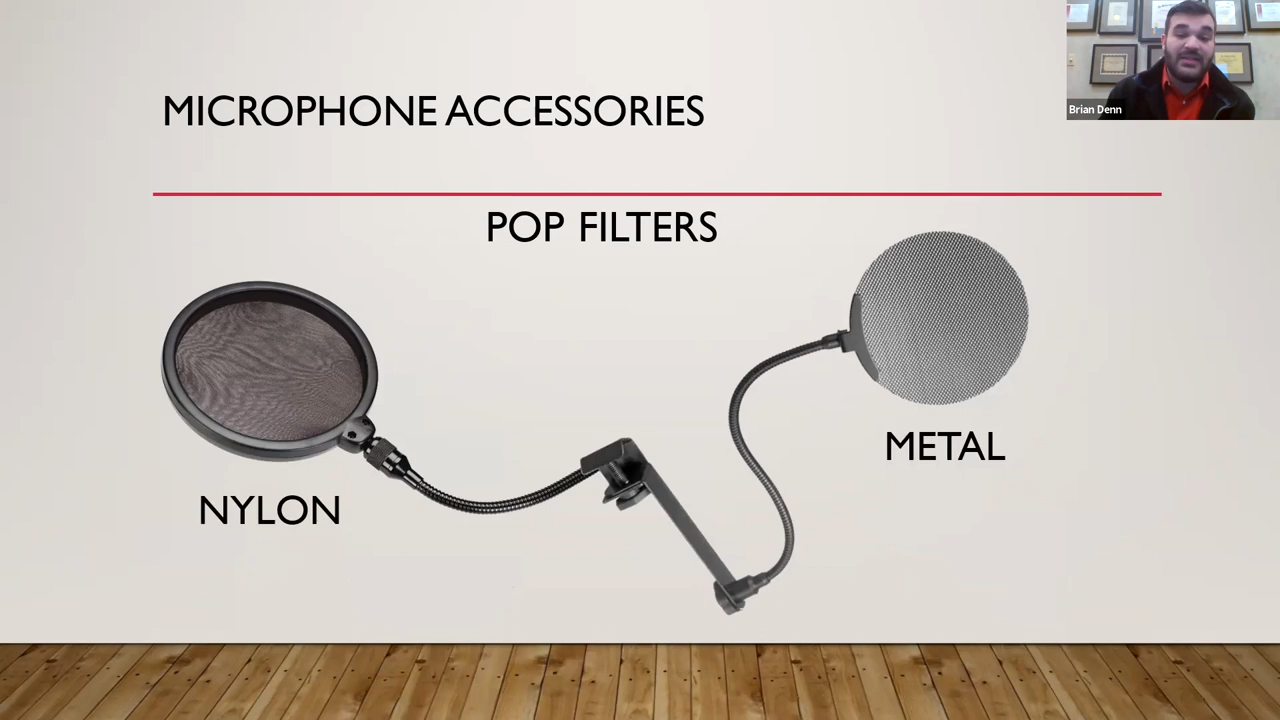 MICROPHONE ACCESSORIES
Brian Denn
POP FILTERS
METAL
NYLON